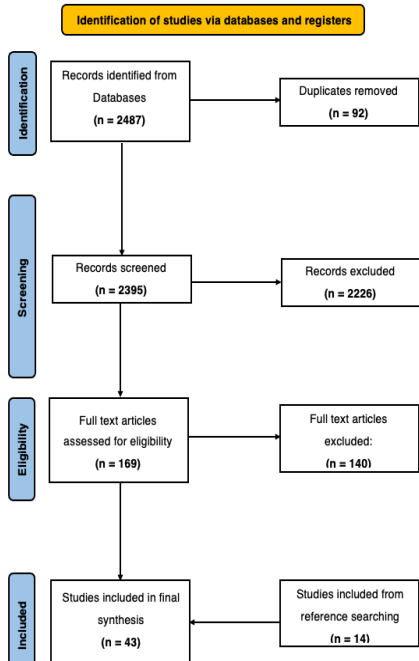 Identification of studies via databases and registers
Identification
Records identified from
Databases
(n = 2487)
Duplicates removed
(n = 92)
Screening
Records screened
(n = 2395)
Records excluded
(n = 2226)
Eligibility
Full text articles
assessed for eligibility
(n = 169)
Full text articles
excluded:
(n = 140)
Included
Studies included in final
synthesis
(n = 43)
Studies included from
reference searching
(n = 14)